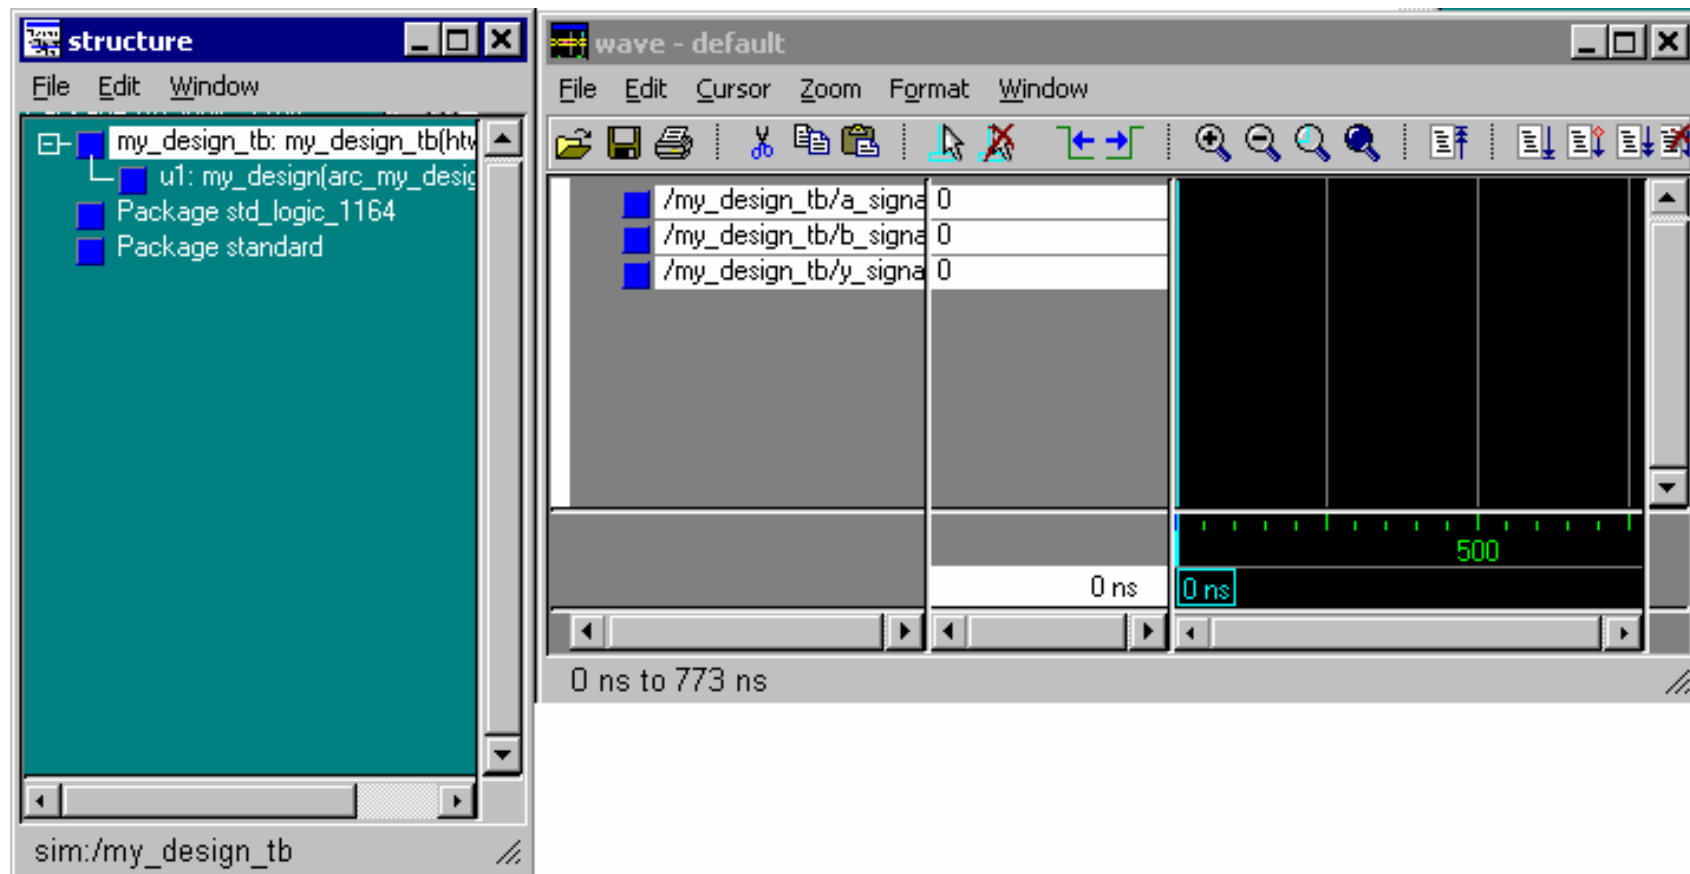 structure
File Edit Window
my_design_tb: my_design_tb(htw
u1: my_design(arc_my_desig
Package std_logic_1164
Package standard
sim:/my_design_tb
wave - default
File Edit Cursor Zoom Format Window
/my_design_tb/a_signa 0
/my_design_tb/b_signa 0
/my_design_tb/y_signa 0
500
0 ns 0 ns
0 ns to 773 ns